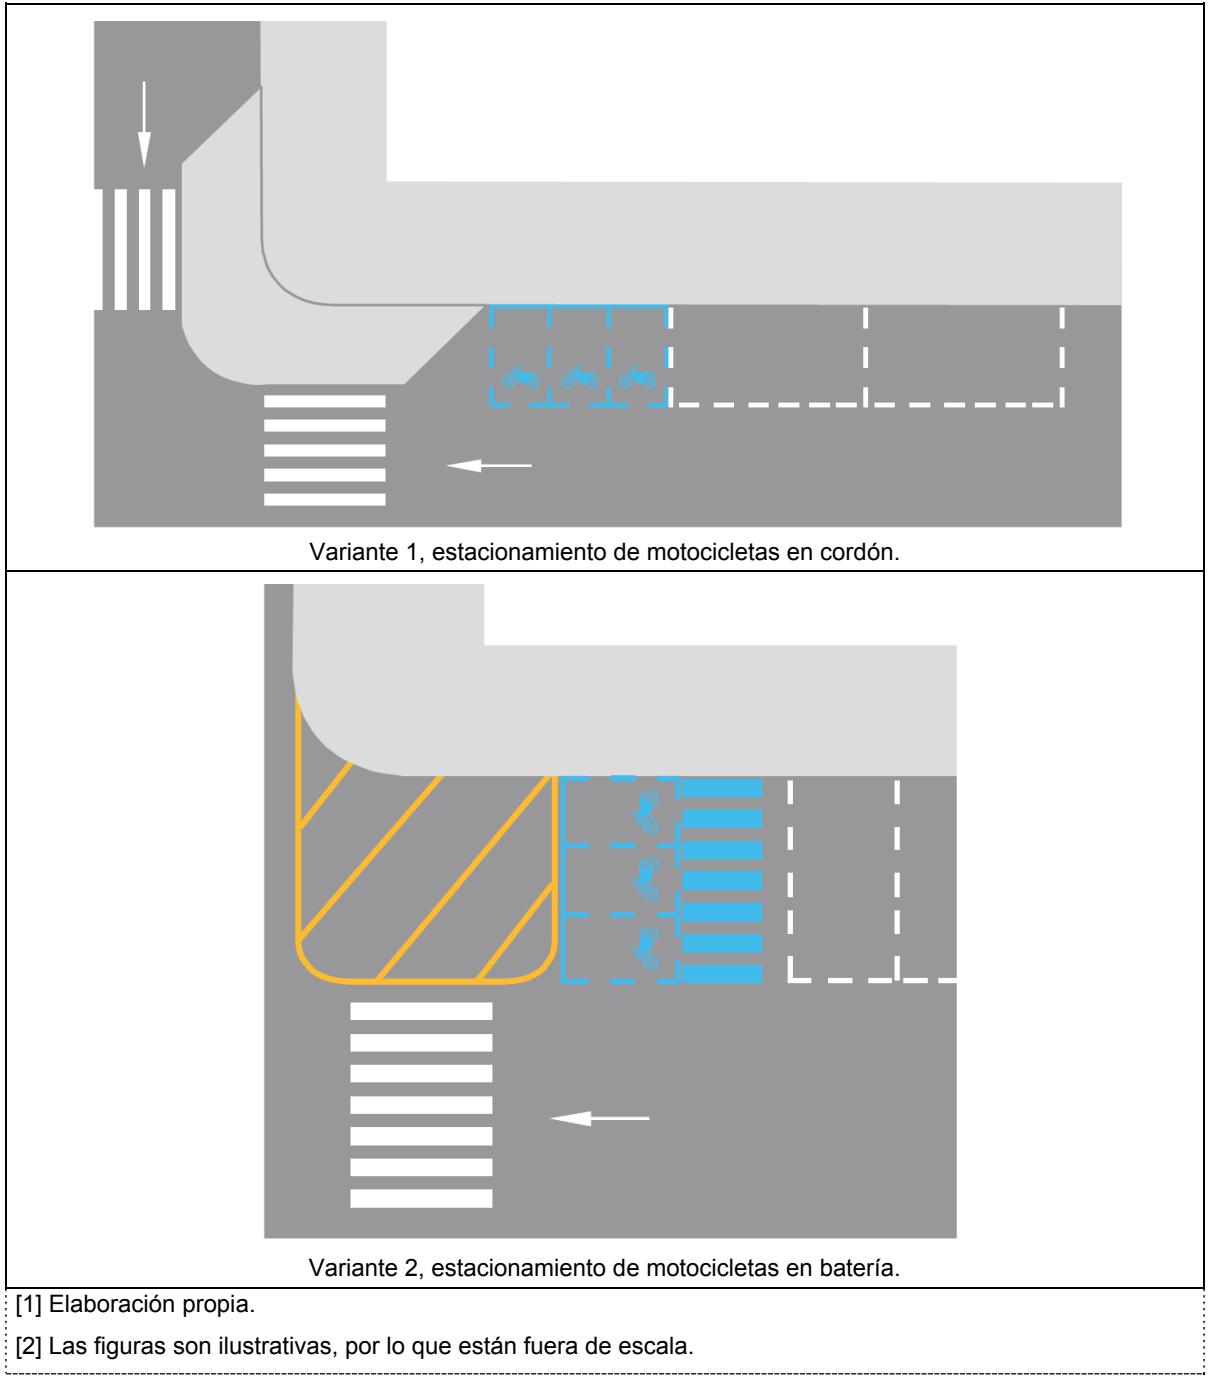 Variante 1, estacionamiento de motocicletas en cordón.
Variante 2, estacionamiento de motocicletas en batería.
[1] Elaboración propia.
[2] Las figuras son ilustrativas, por lo que están fuera de escala.